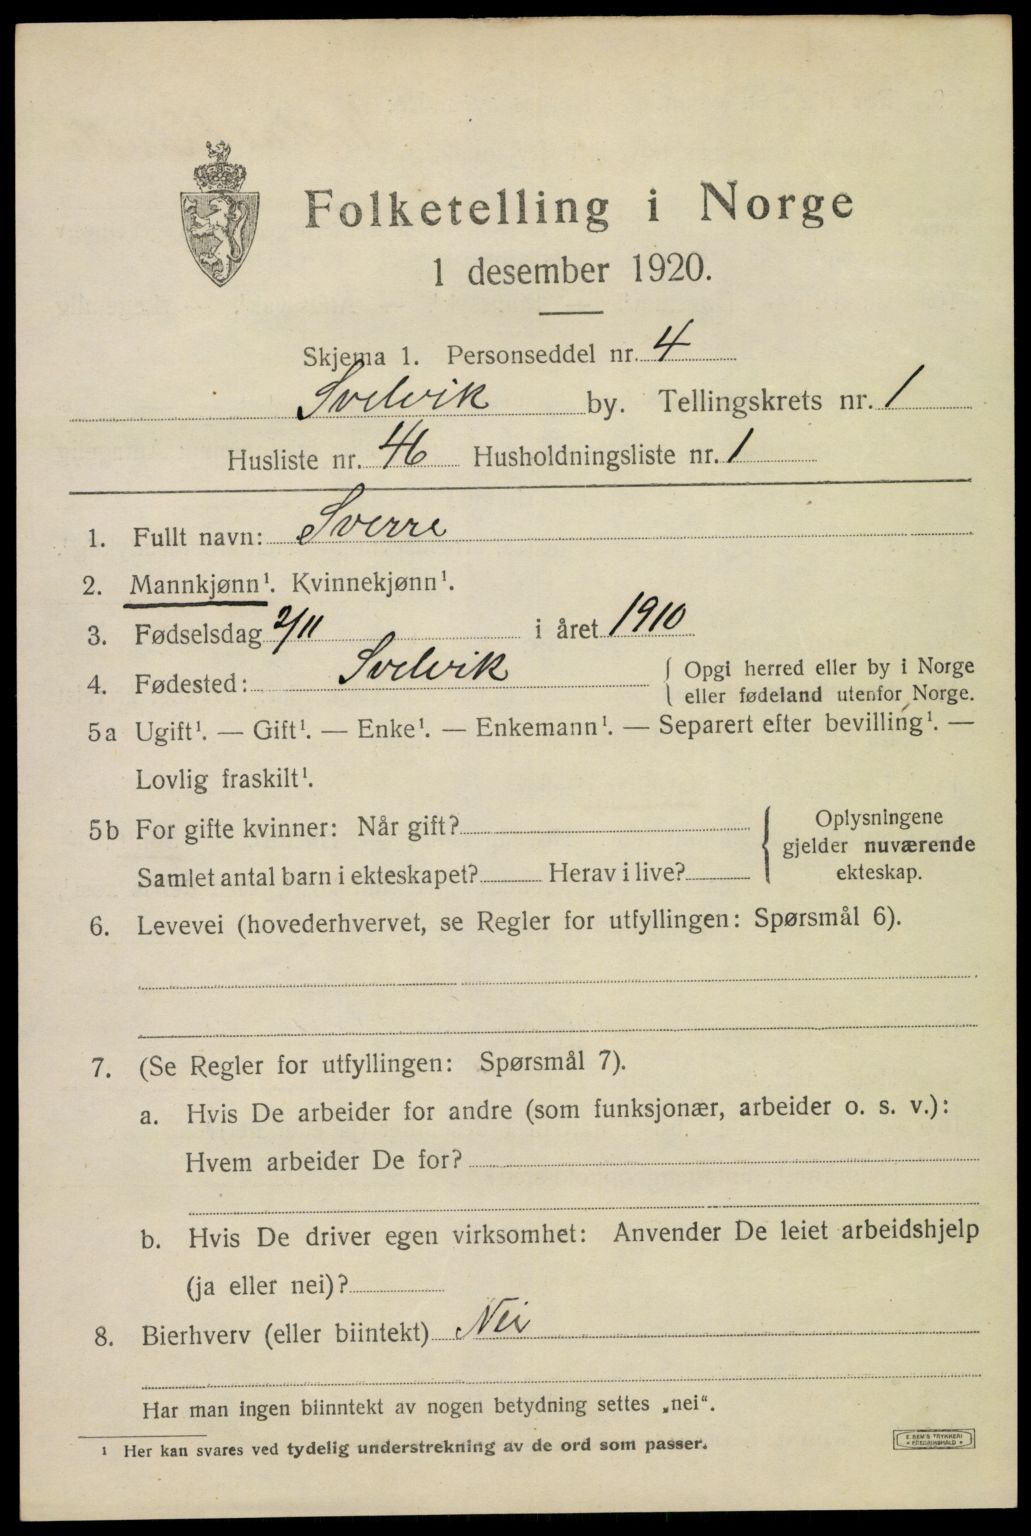 Folketelling i Norge
1 desember 1920.
Skjema 1. Personseddel nr. 4
Svelvik by. Tellingskrets nr. 1
Husliste nr. 46 Husholdningsliste nr. 1
1. Fullt navn: Sverre
2. Mannkjønn¹. Kvinnekjønn¹.
3. Fødselsdag 2/11 i året 1910
4. Fødested: Svelvik { Opgi herred eller by i Norge
eller fødeland utenfor Norge.
5a Ugift¹. — Gift¹. — Enke¹. — Enkemann¹. — Separert efter bevilling¹. —
Lovlig fraskilt¹.
5b For gifte kvinner: Når gift?
Samlet antal barn i ekteskapet? Herav i live?
{ Oplysningene
gjelder nuværende
ekteskap.
6. Levevei (hovederhvervet, se Regler for utfyllingen: Spørsmål 6).
7. (Se Regler for utfyllingen: Spørsmål 7).
a. Hvis De arbeider for andre (som funksjonær, arbeider o. s. v.):
Hvem arbeider De for?
b. Hvis De driver egen virksomhet: Anvender De leiet arbeidshjelp
(ja eller nei)?
8. Bierhverv (eller biintekt) Nei
Har man ingen biinntekt av nogen betydning settes „nei".
¹ Her kan svares ved tydelig understrekning av de ord som passer.
E. SEM'S TRYKKERI
• FREDRIKSHALD •